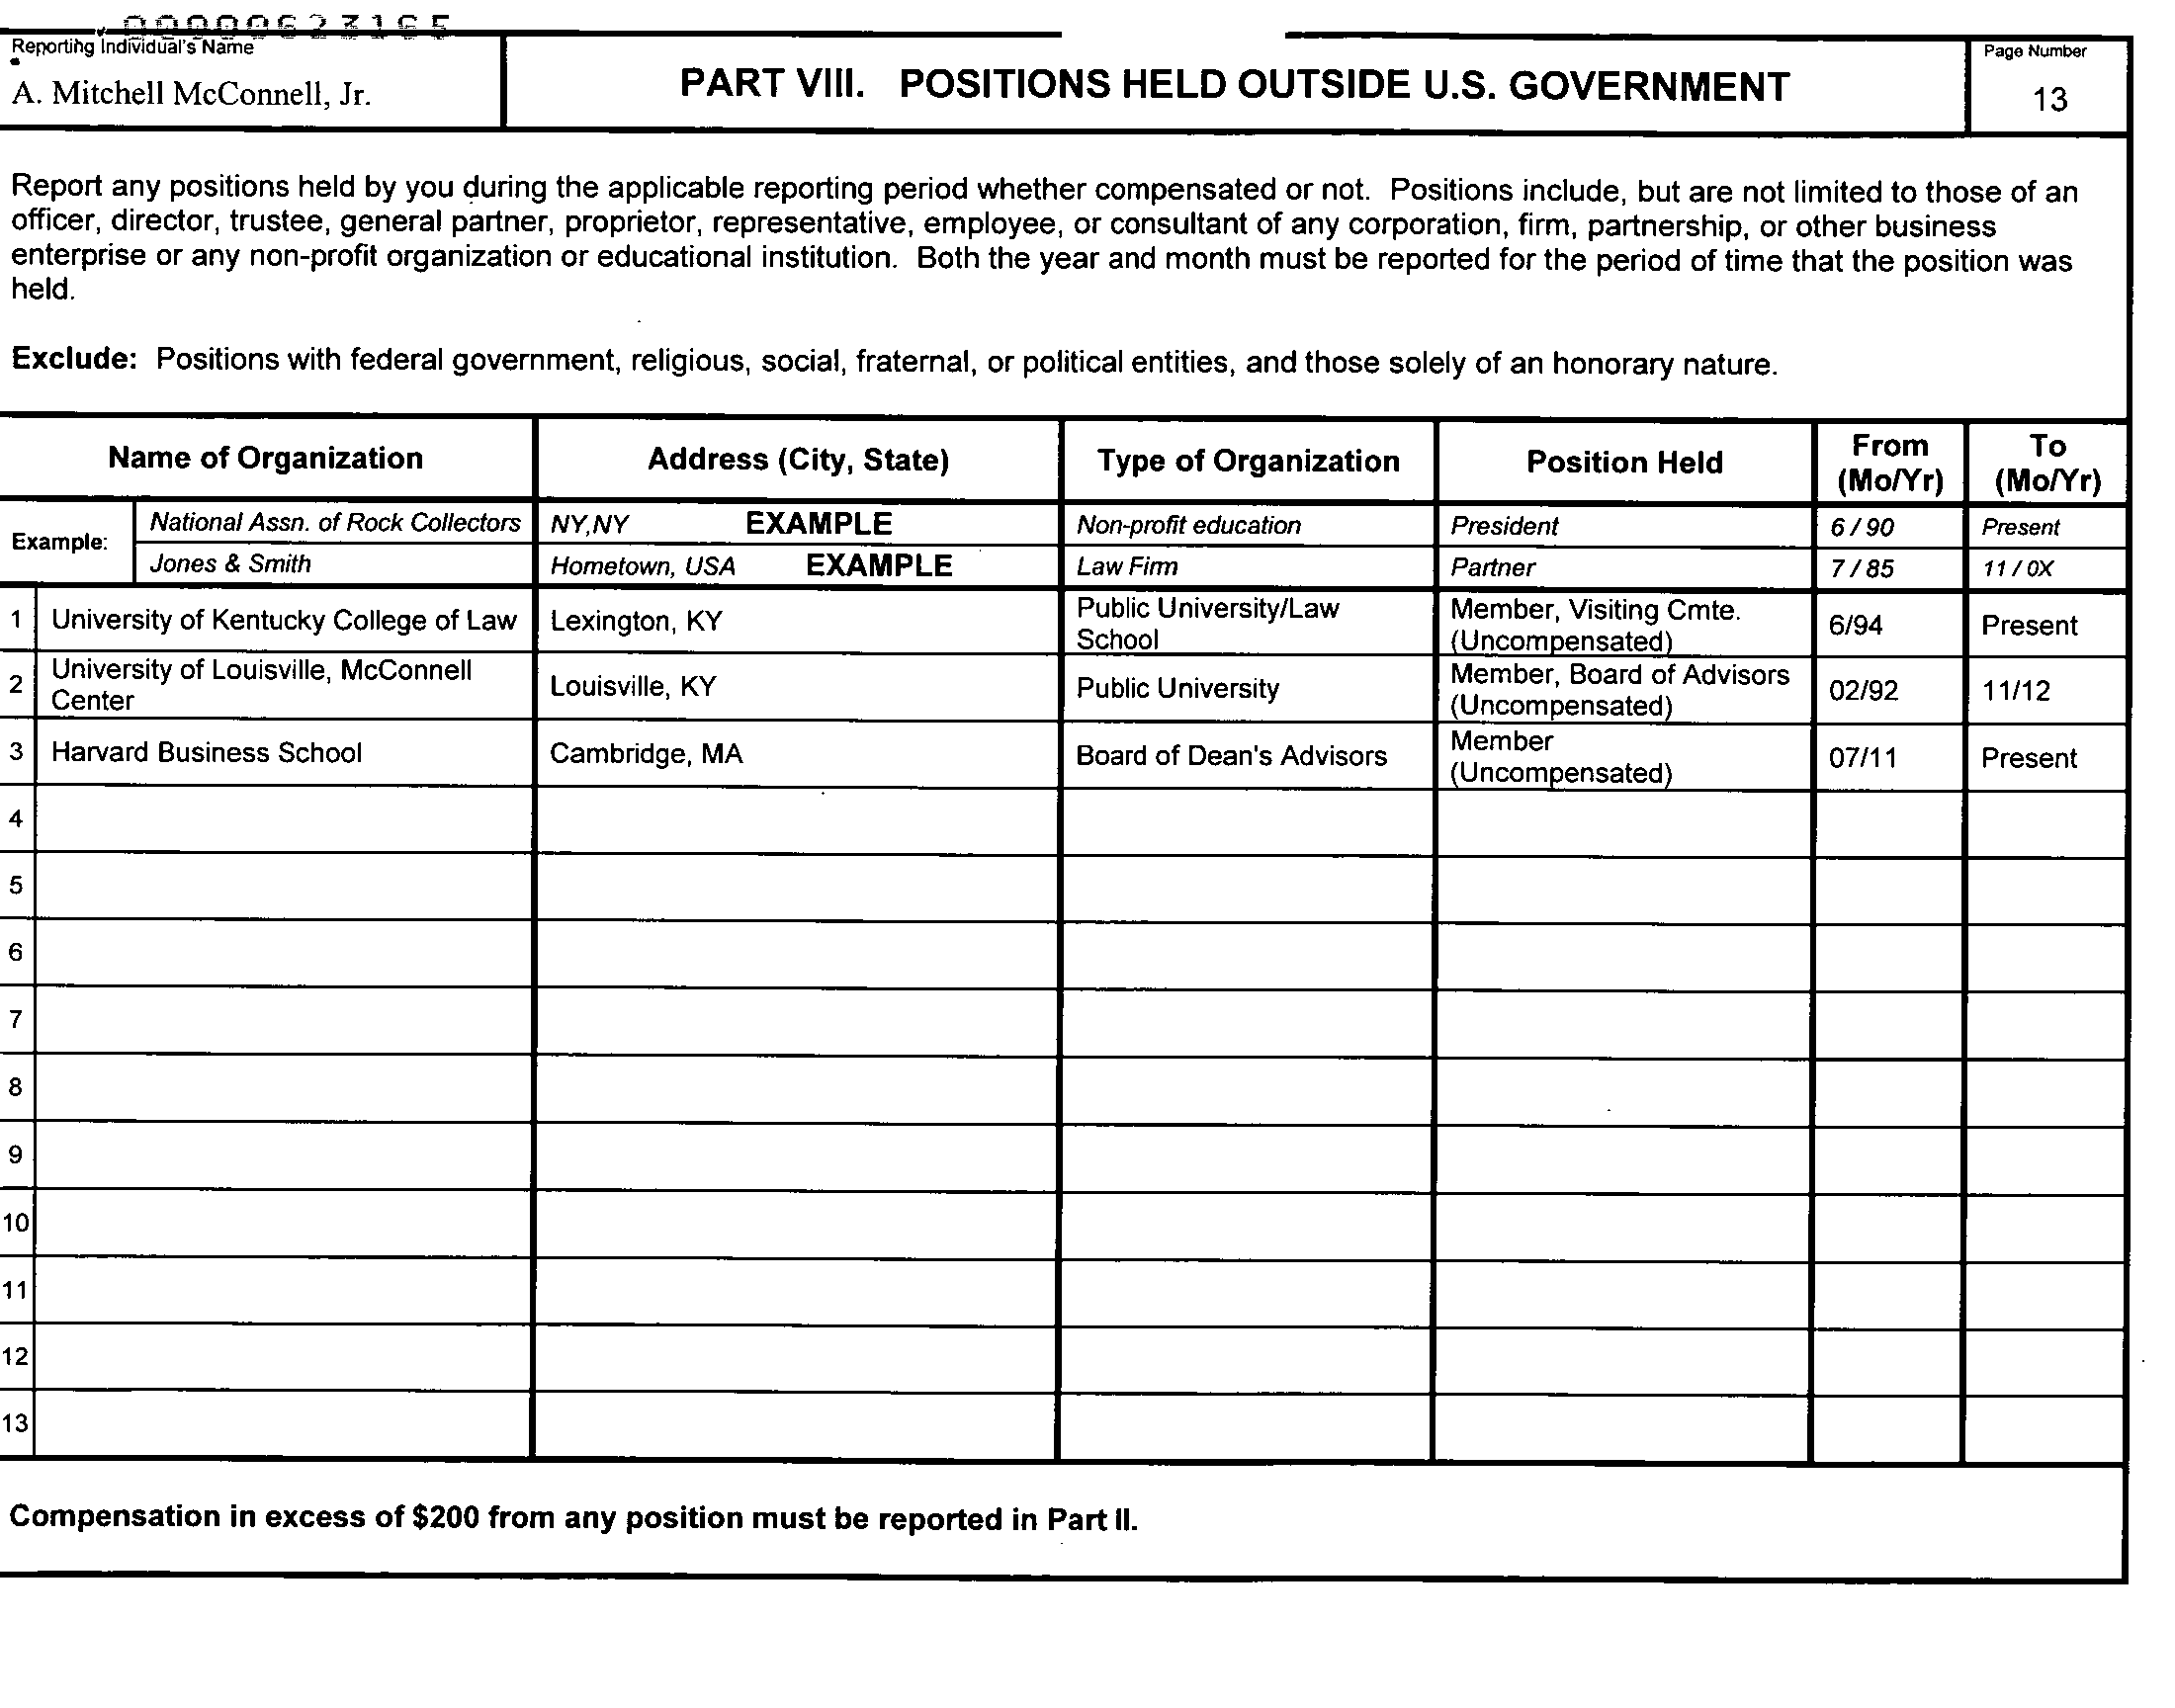 Reporting Individual's Name
A. Mitchell McConnell, Jr.
PART VIII. POSITIONS HELD OUTSIDE U.S. GOVERNMENT
Page Number
13
Report any positions held by you during the applicable reporting period whether compensated or not. Positions include, but are not limited to those of an
officer, director, trustee, general partner, proprietor, representative, employee, or consultant of any corporation, firm, partnership, or other business
enterprise or any non-profit organization or educational institution. Both the year and month must be reported for the period of time that the position was
held.
Exclude: Positions with federal government, religious, social, fraternal, or political entities, and those solely of an honorary nature.
Name of Organization Address (City, State) Type of Organization Position Held From (Mo/Yr) To (Mo/Yr)
Example:
National Assn. of Rock Collectors NY,NY EXAMPLE Non-profit education President 6 / 90 Present
Jones & Smith Hometown, USA EXAMPLE Law Firm Partner 7 / 85 11 / 0X
1 University of Kentucky College of Law Lexington, KY Public University/Law School Member, Visiting Cmte. (Uncompensated) 6/94 Present
2 University of Louisville, McConnell Center Louisville, KY Public University Member, Board of Advisors (Uncompensated) 02/92 11/12
3 Harvard Business School Cambridge, MA Board of Dean's Advisors Member (Uncompensated) 07/11 Present
4
5
6
7
8
9
10
11
12
13
Compensation in excess of $200 from any position must be reported in Part II.